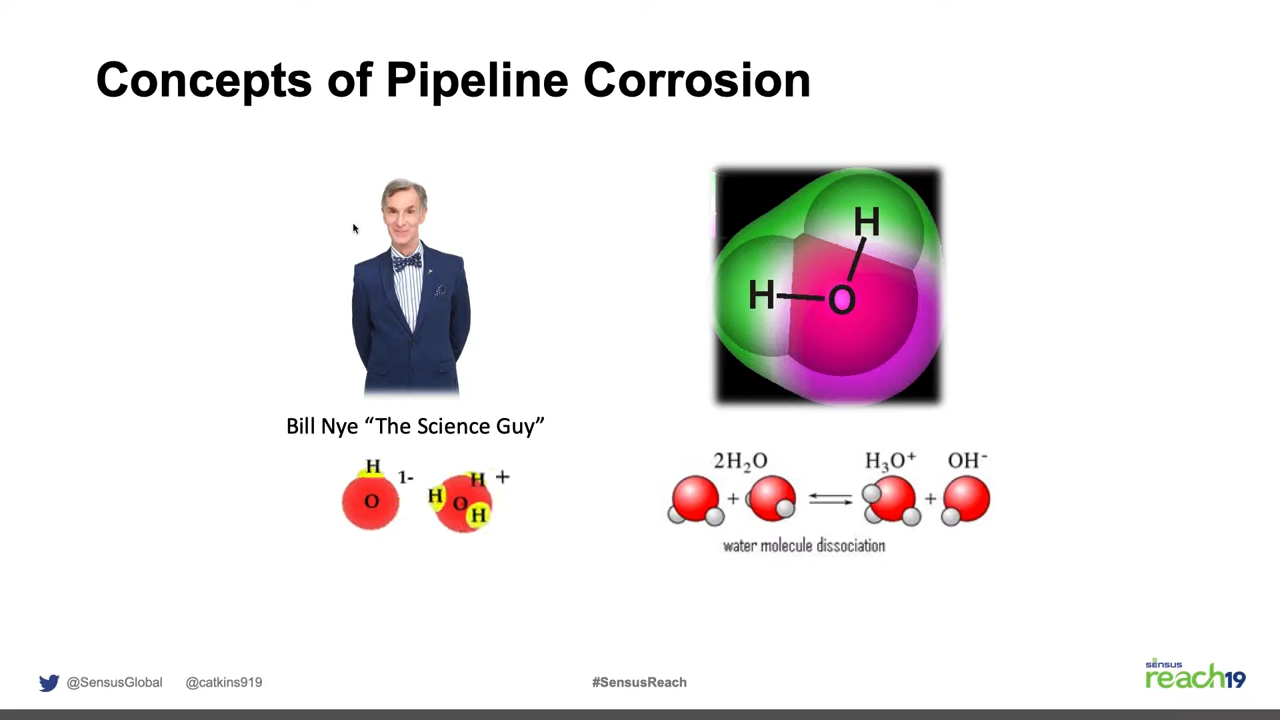 Concepts of Pipeline Corrosion
H
H O
Bill Nye “The Science Guy”
H
O
1-
H +
H O
H
2H₂O H₃O⁺ OH⁻
+ +
water molecule dissociation
@SensusGlobal @catkins919 #SensusReach
sensus
reach19